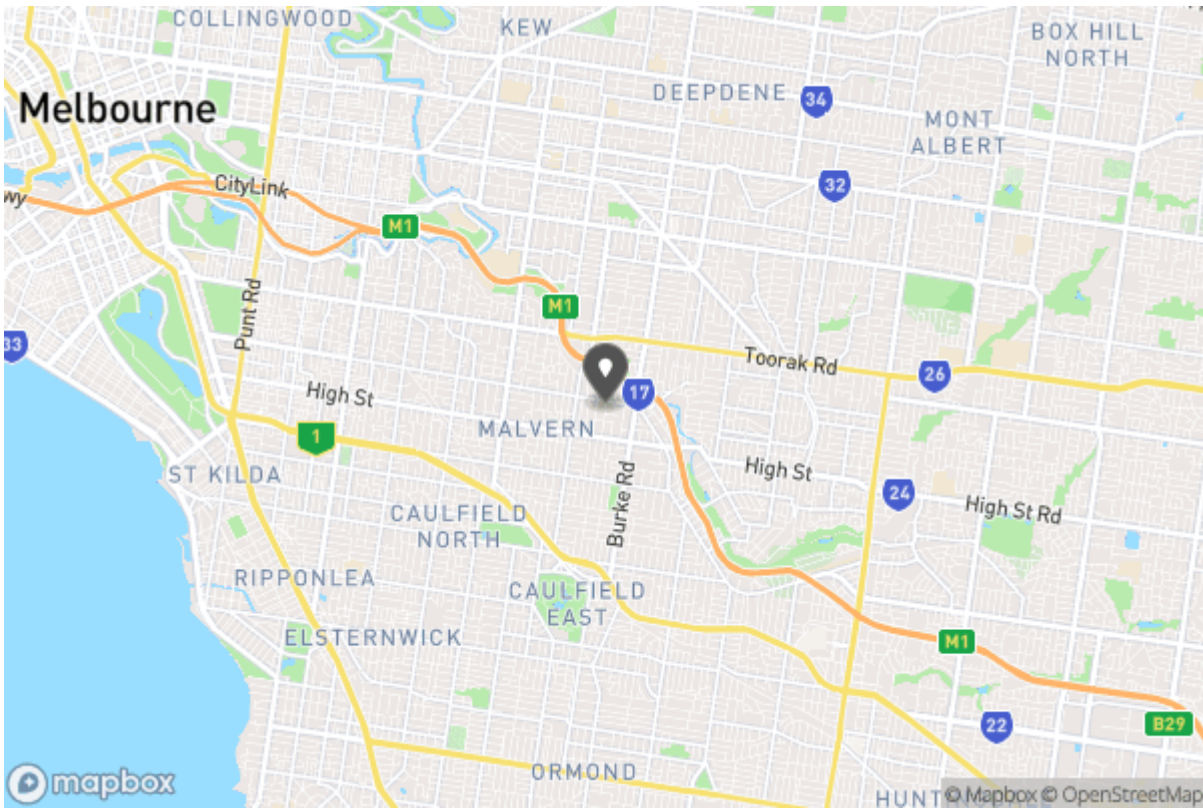 COLLINGWOOD
KEW
BOX HILL
NORTH
DEEPDENE
34
Melbourne
MONT
ALBERT
CityLink
32
wy
M1
M1
Punt Rd
33
Toorak Rd
26
High St
17
MALVERN
1
ST KILDA
High St
24
Burke Rd
High St Rd
CAULFIELD
NORTH
RIPPONLEA
CAULFIELD
EAST
ELSTERNWICK
M1
22
B29
ORMOND
mapbox
HUNT
© Mapbox © OpenStreetMap